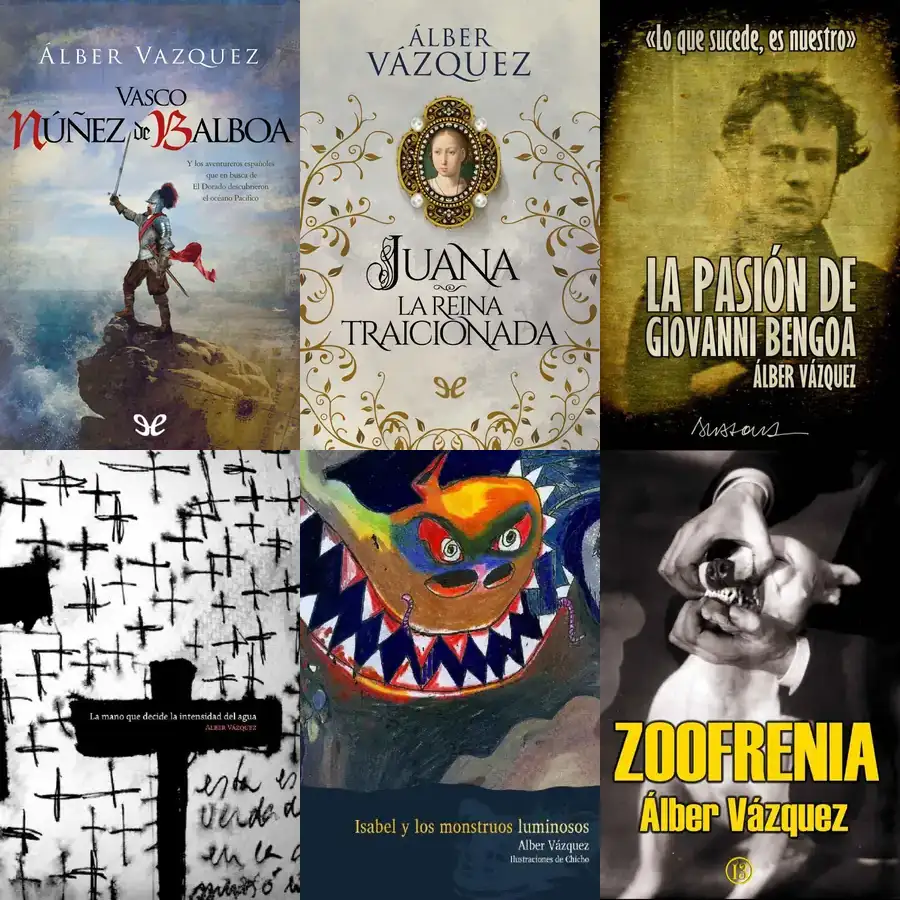 ÁLBER VAZQUEZ
VASCO
NÚÑEZ de BALBOA
Y los aventureros españoles
que en busca de
El Dorado descubrieron
el océano Pacífico
ÁLBER
VÁZQUEZ
JUANA
LA REINA
TRAICIONADA
«Lo que sucede, es nuestro»
LA PASIÓN DE
GIOVANNI BENGOA
ÁLBER VÁZQUEZ
La mano que decide la intensidad del agua
ÁLBER VÁZQUEZ
esta es
verdad
en la
Isabel y los monstruos luminosos
Alber Vázquez
Ilustraciones de Chicho
ZOOFRENIA
Álber Vázquez
13